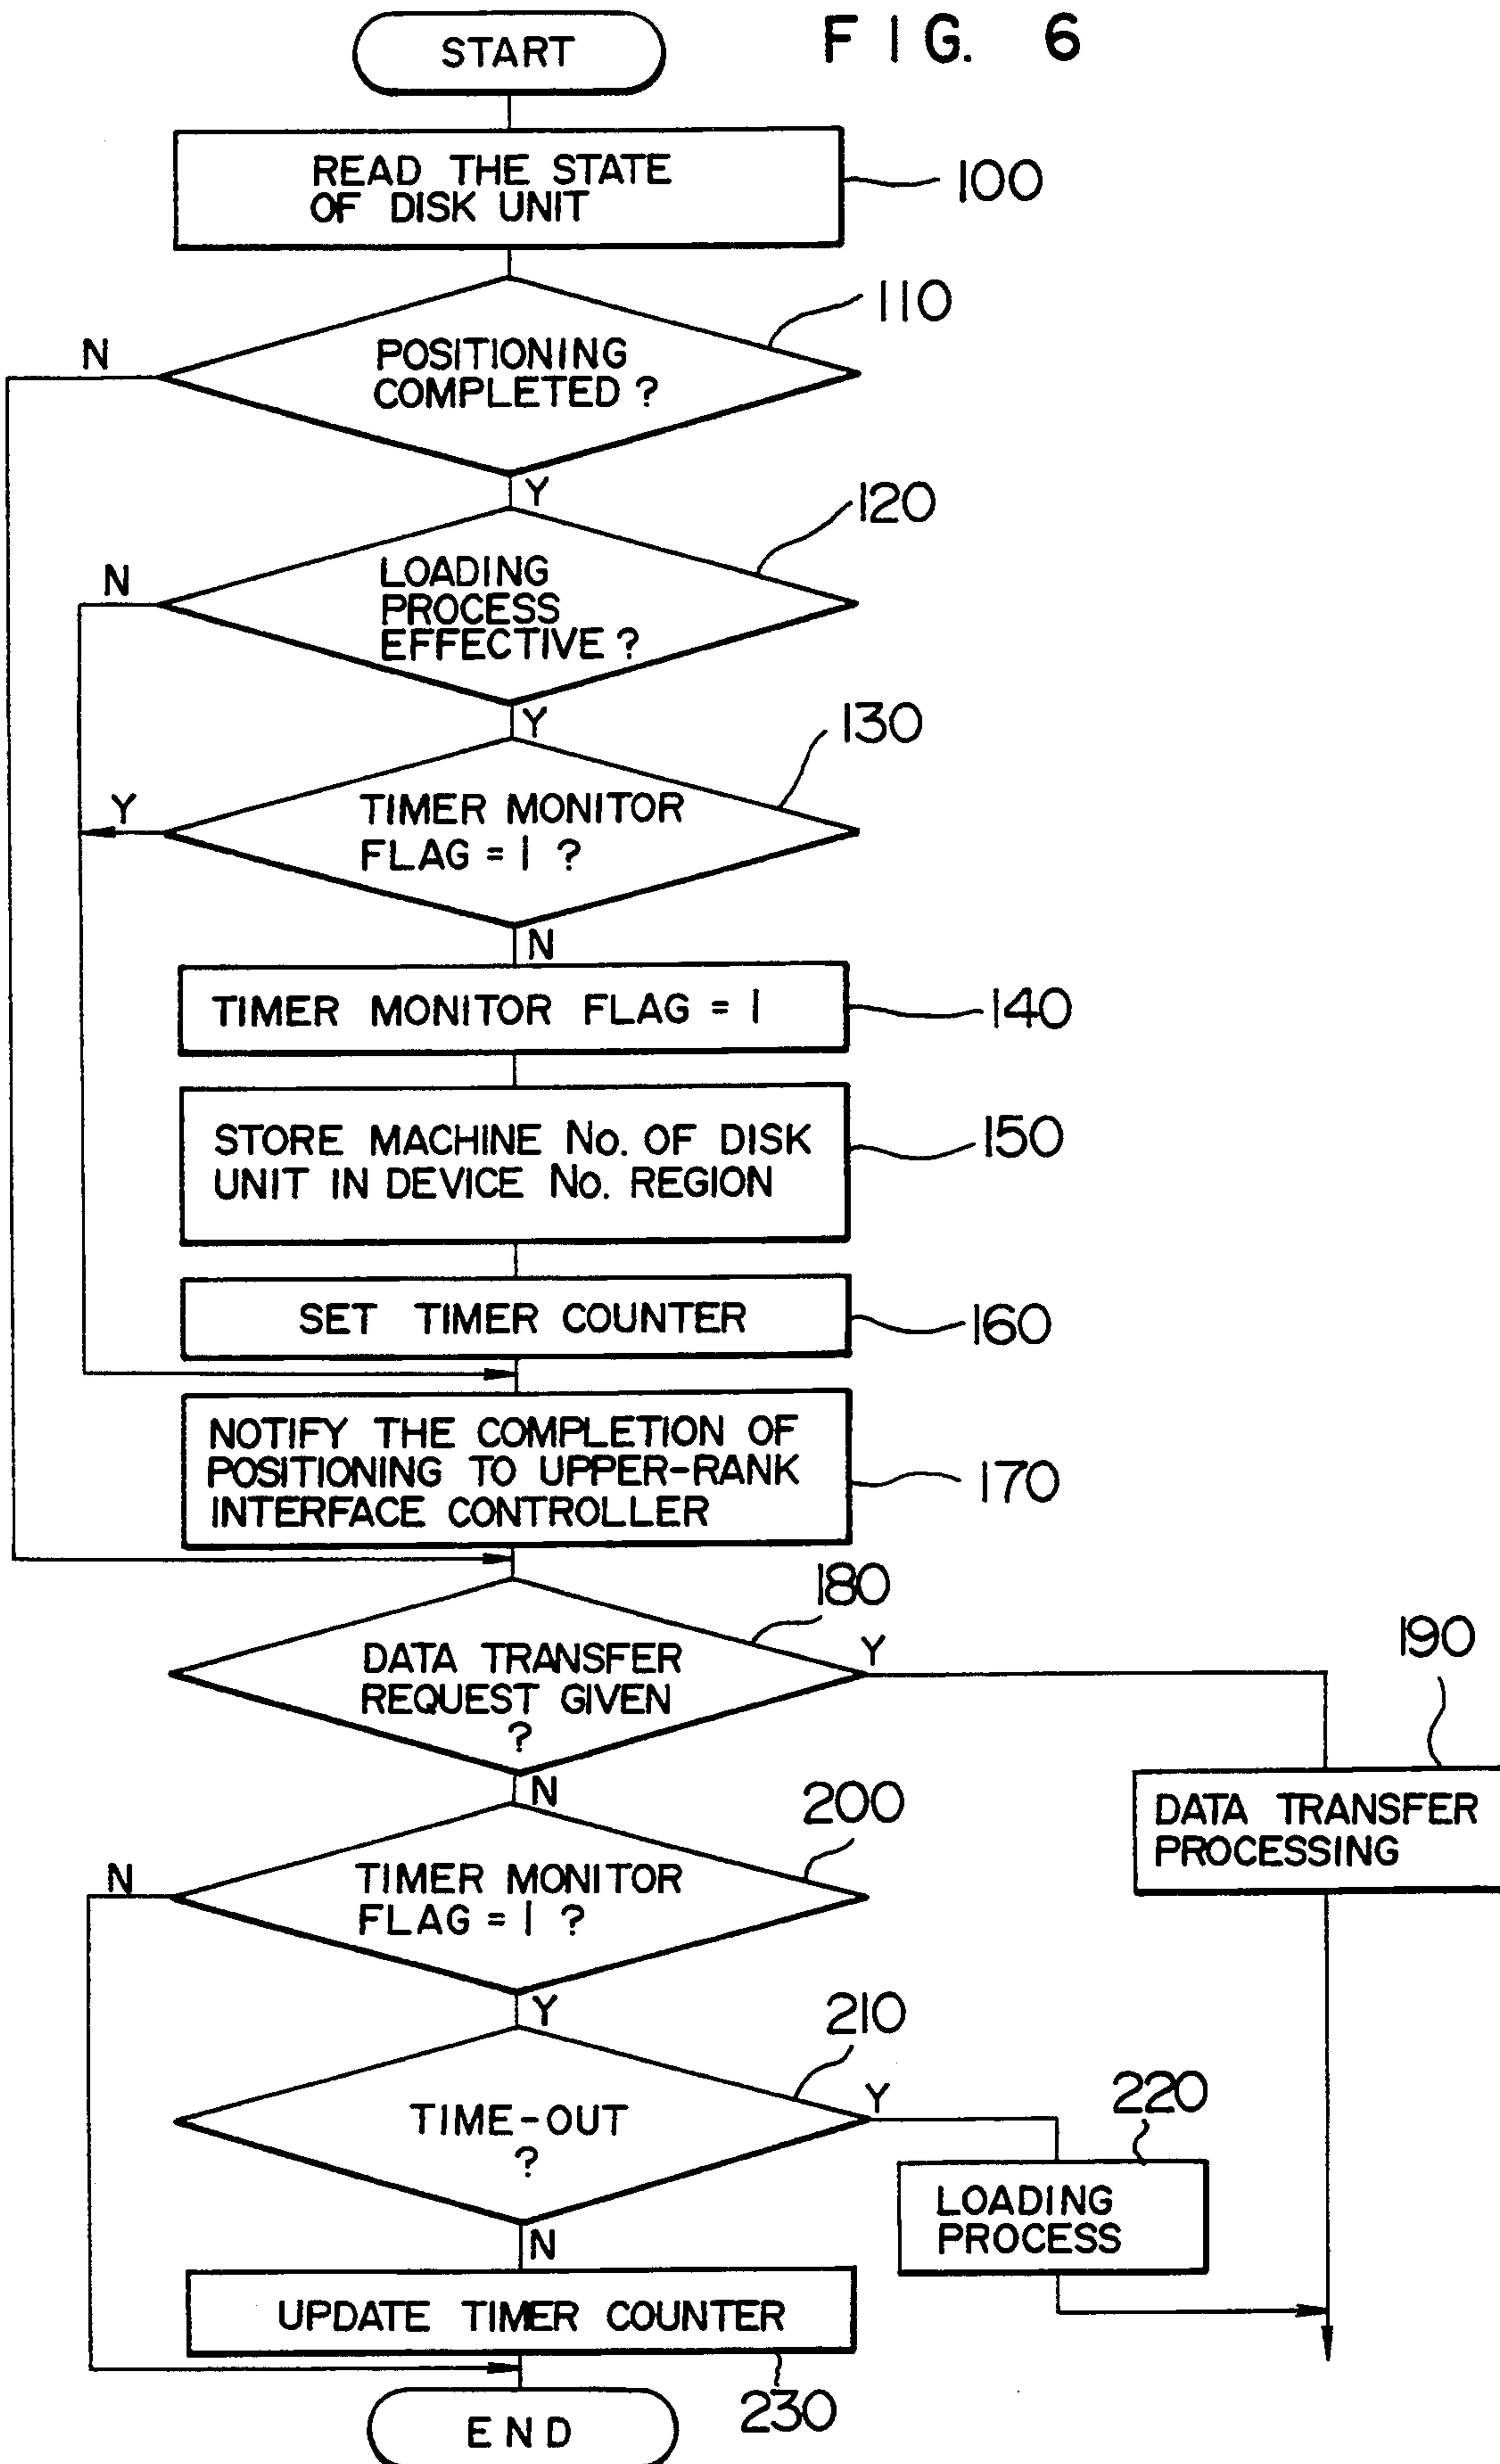 START
FIG. 6
READ THE STATE
OF DISK UNIT
100
110
N
POSITIONING
COMPLETED ?
Y
120
N
LOADING
PROCESS
EFFECTIVE ?
Y
130
Y
TIMER MONITOR
FLAG = 1 ?
N
TIMER MONITOR FLAG = 1
140
STORE MACHINE No. OF DISK
UNIT IN DEVICE No. REGION
150
SET TIMER COUNTER
160
NOTIFY THE COMPLETION OF
POSITIONING TO UPPER-RANK
INTERFACE CONTROLLER
170
180
DATA TRANSFER
REQUEST GIVEN
?
Y
190
N
DATA TRANSFER
PROCESSING
200
N
TIMER MONITOR
FLAG = 1 ?
Y
210
TIME-OUT
?
Y
220
LOADING
PROCESS
N
UPDATE TIMER COUNTER
230
END